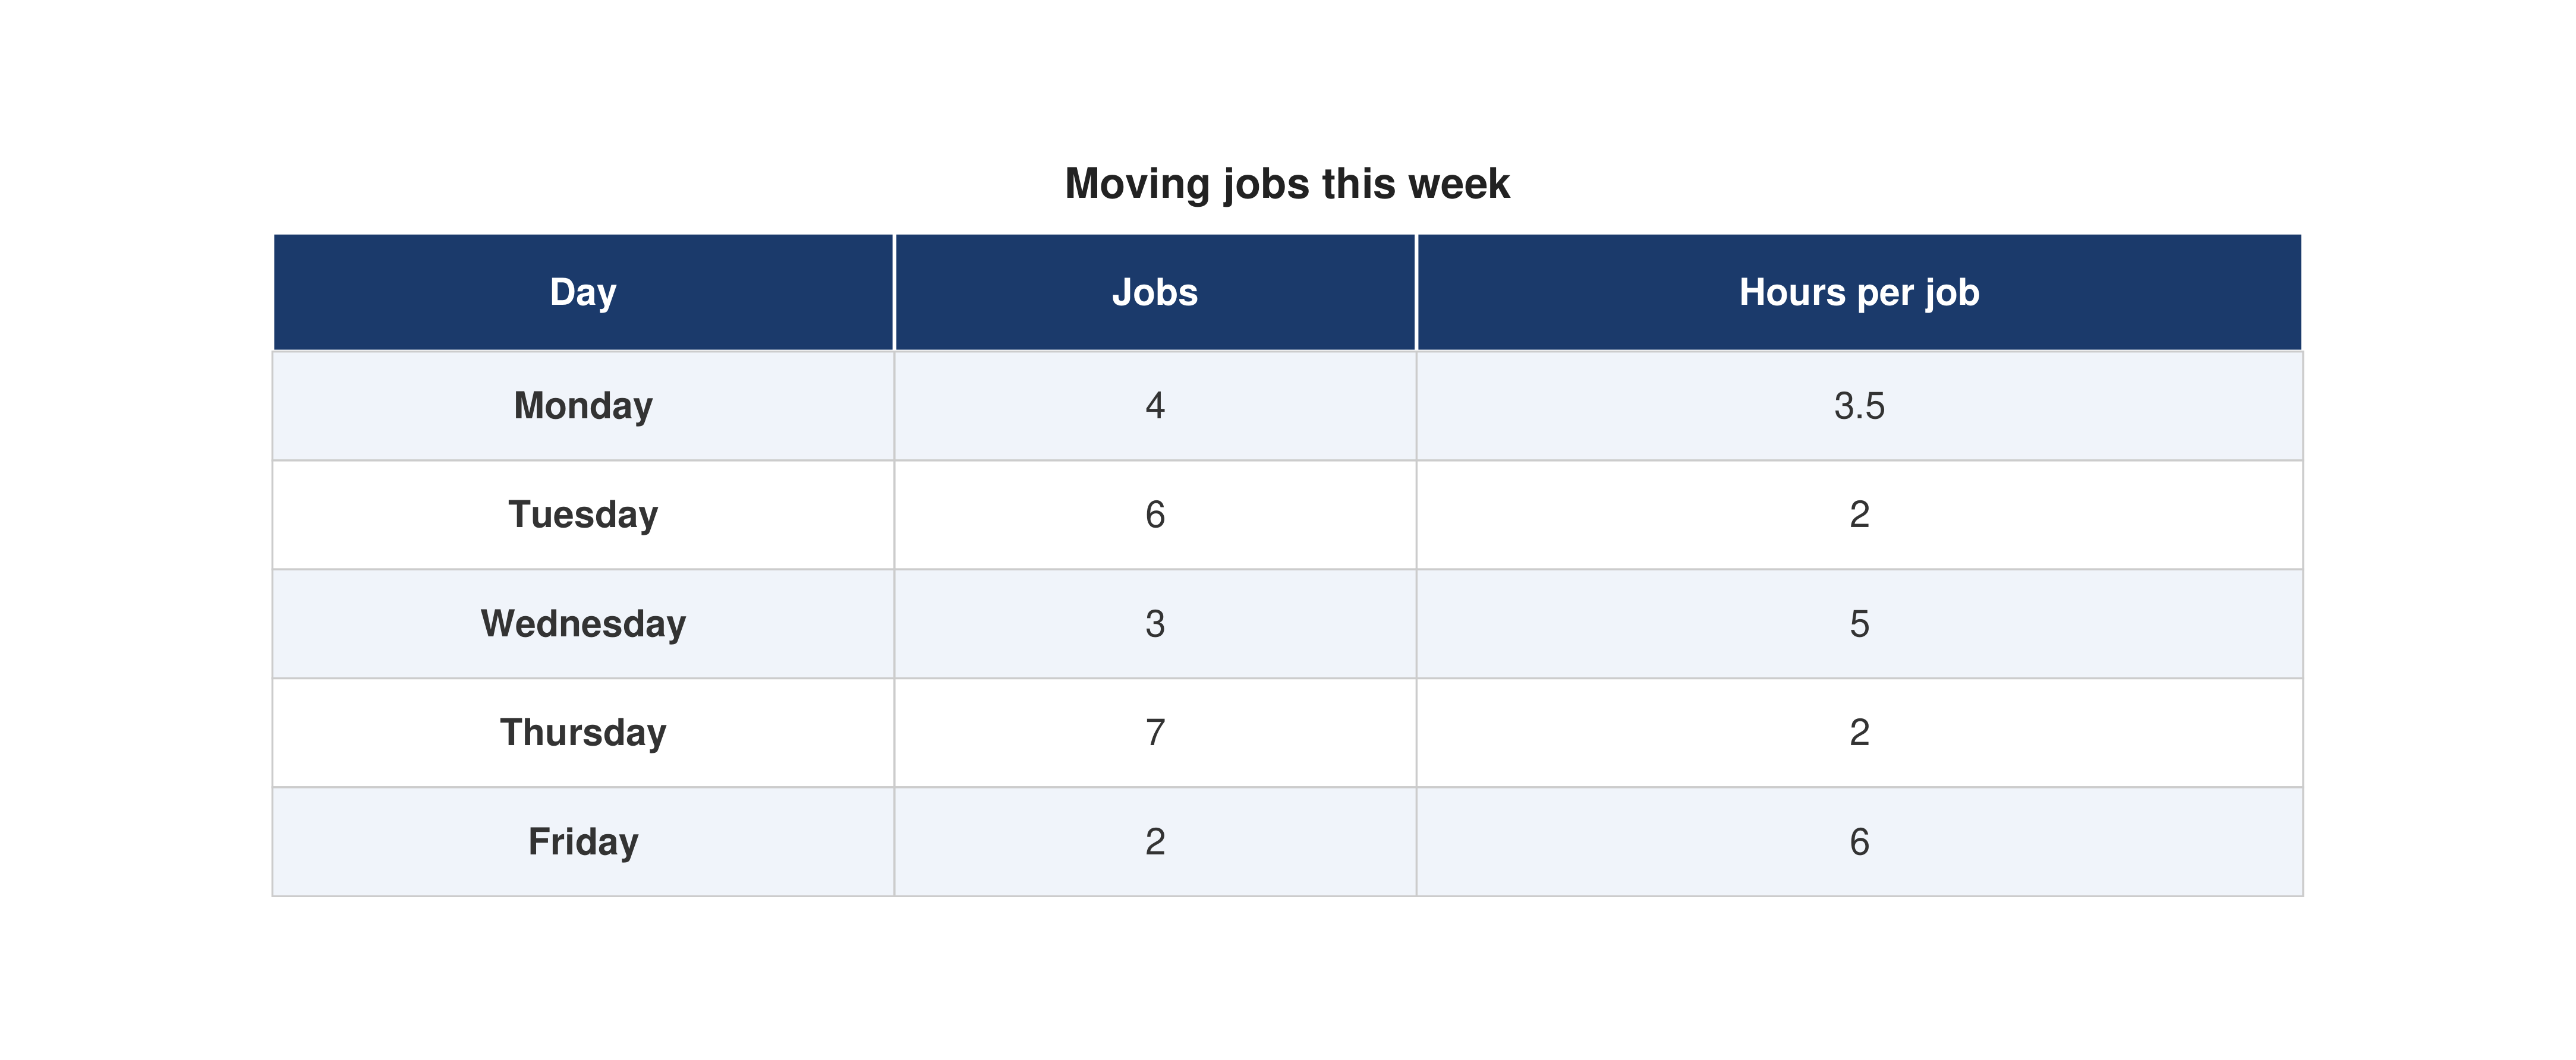 Moving jobs this week
Day Jobs Hours per job
Monday 4 3.5
Tuesday 6 2
Wednesday 3 5
Thursday 7 2
Friday 2 6